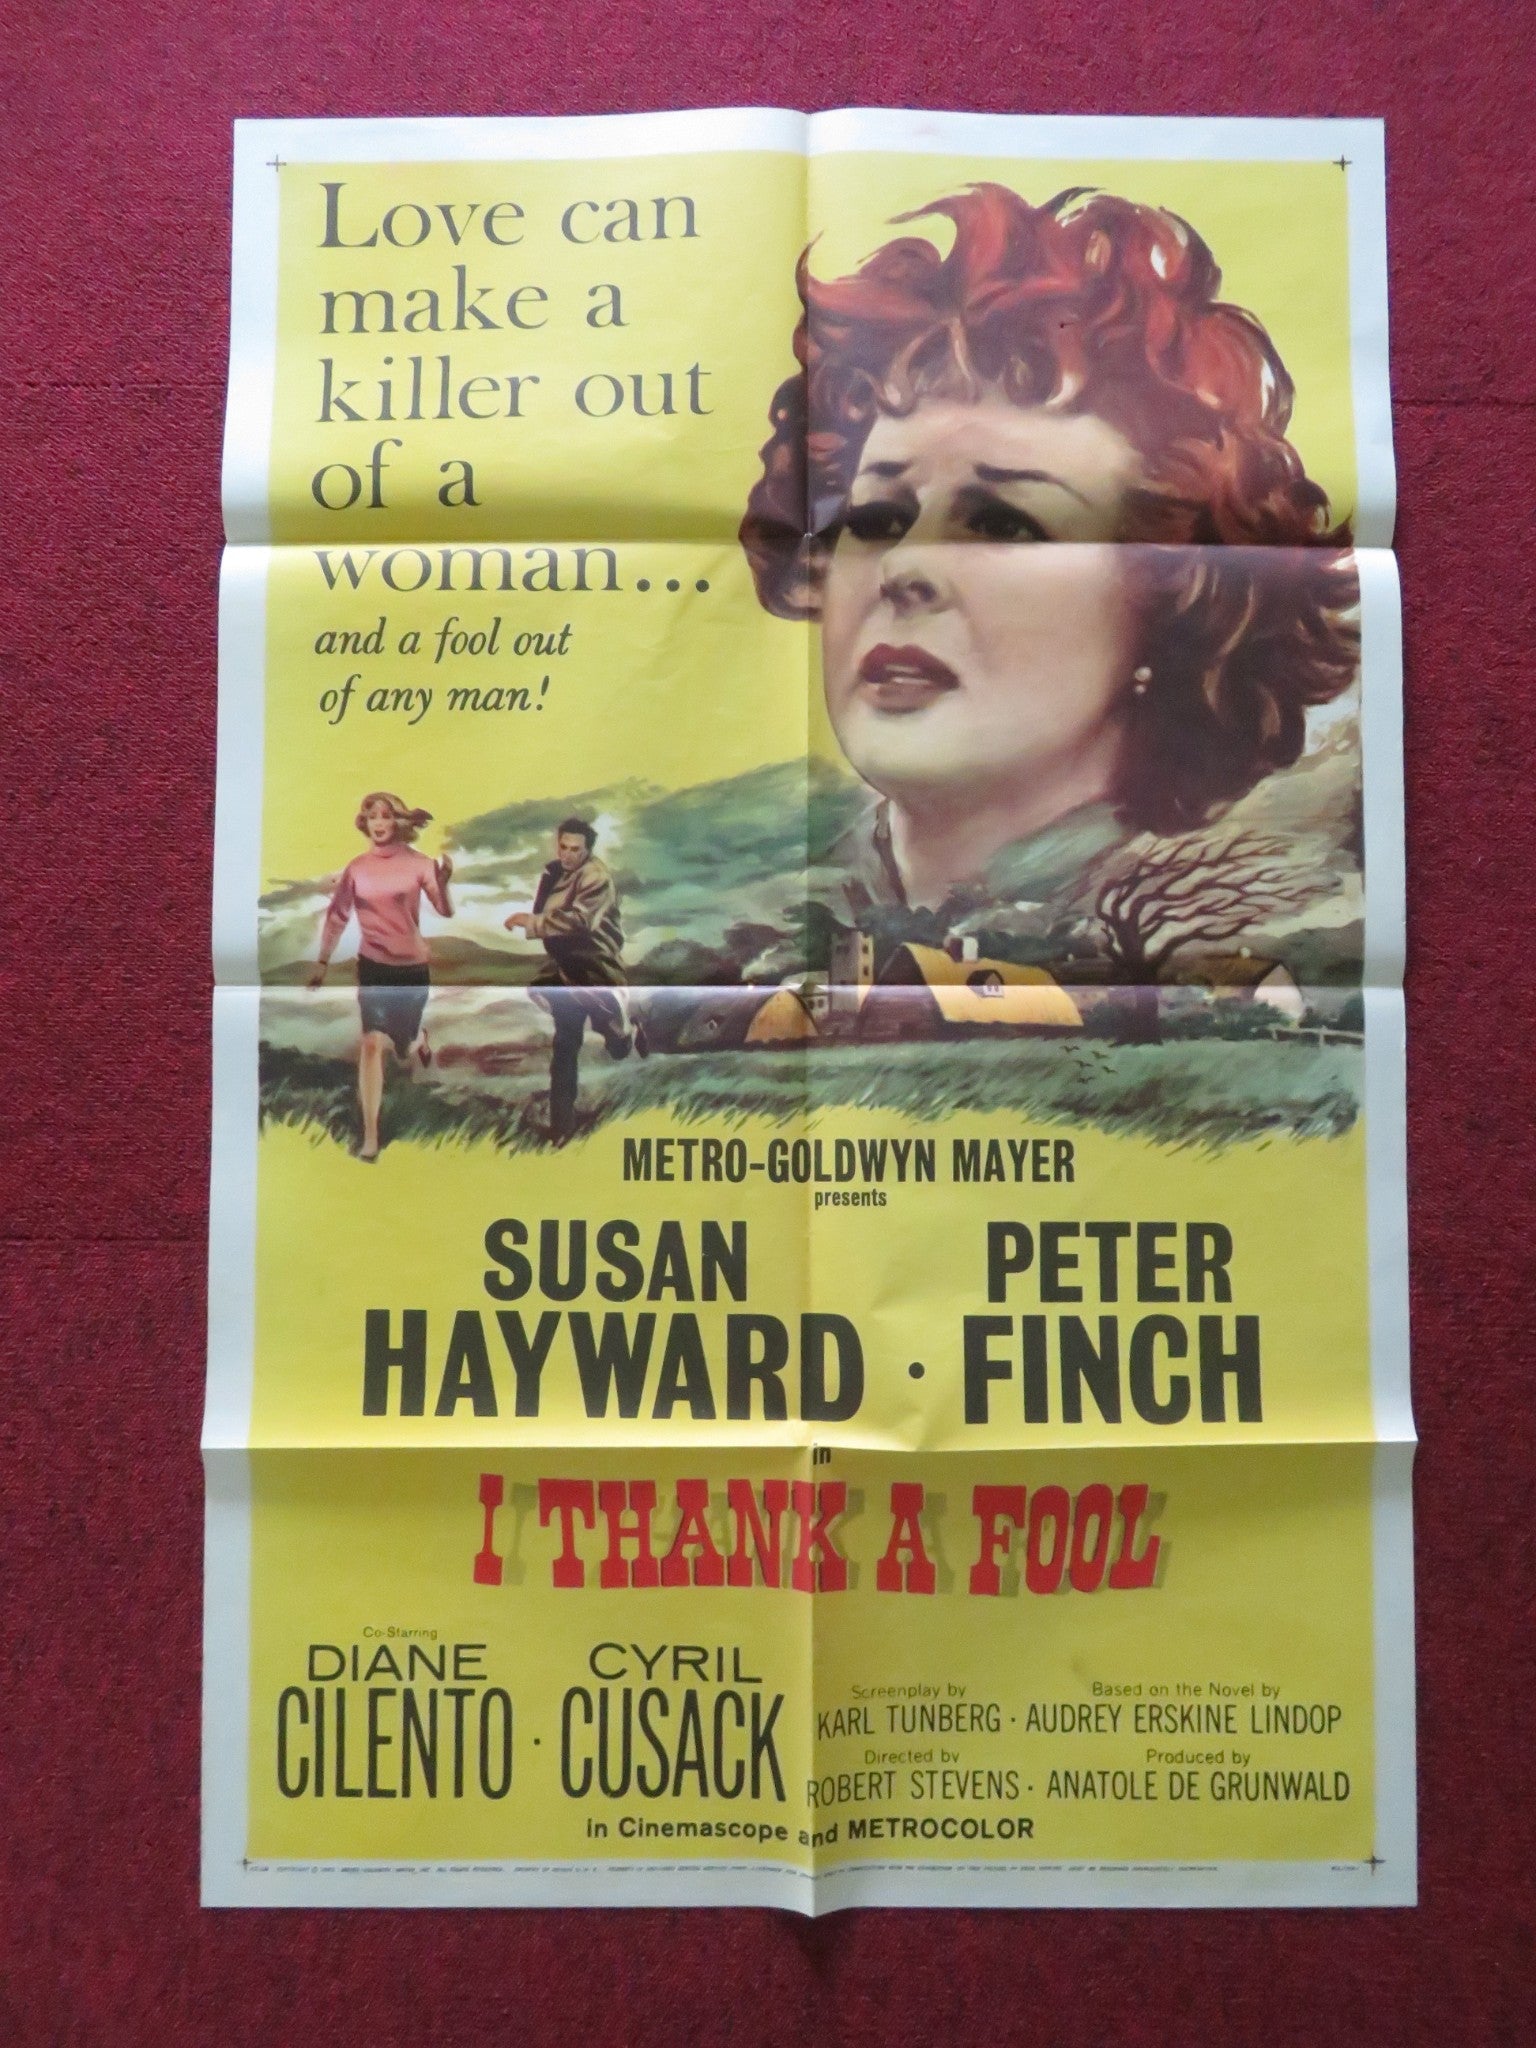 Love can
make a
killer out
of a
woman...
and a fool out
of any man!
METRO-GOLDWYN MAYER
presents
SUSAN
HAYWARD ·
PETER
FINCH
in
I THANK A FOOL
Co-Starring
DIANE
CILENTO ·
CYRIL
CUSACK
Screenplay by
KARL TUNBERG ·
Based on the Novel by
AUDREY ERSKINE LINDOP
Directed by
ROBERT STEVENS ·
Produced by
ANATOLE DE GRUNWALD
in Cinemascope and METROCOLOR